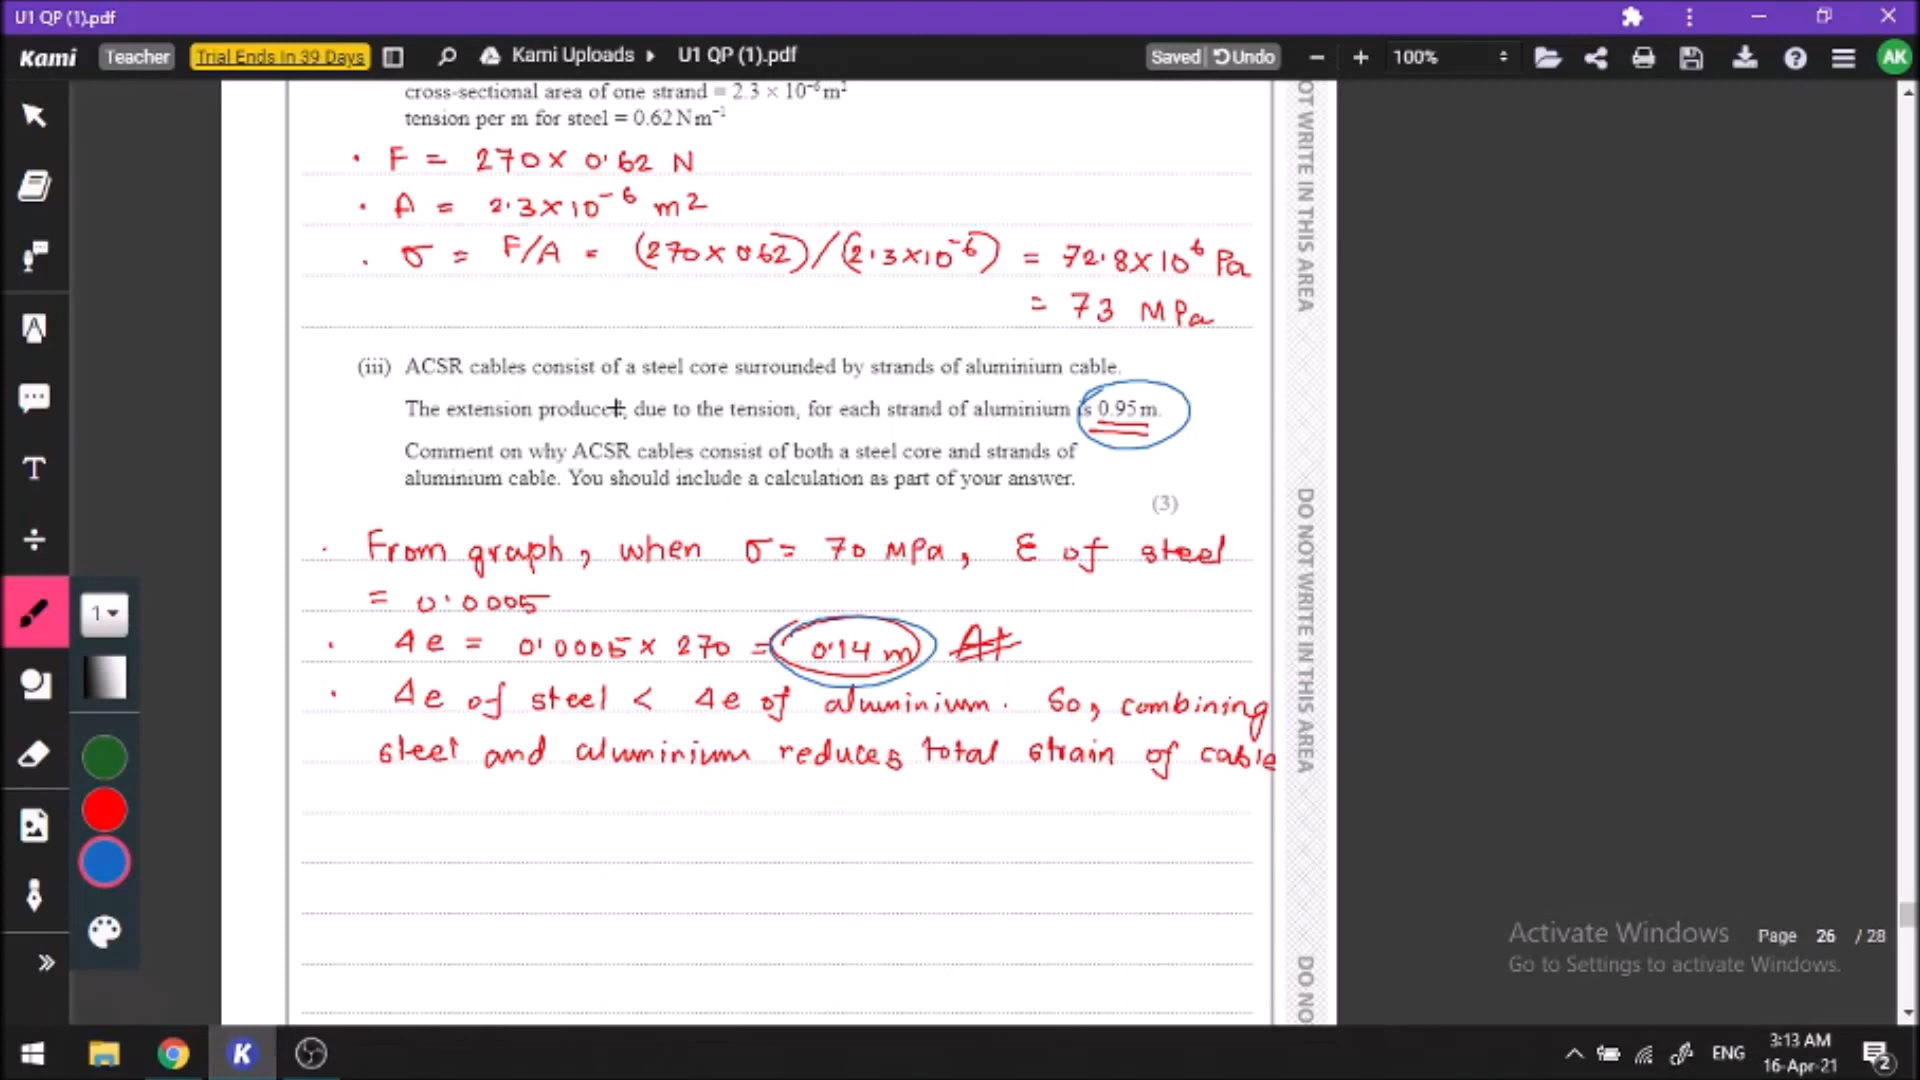 U1 QP (1).pdf
Kami Teacher Trial Ends In 39 Days Kami Uploads U1 QP (1).pdf Saved Undo 100% AK
cross-sectional area of one strand = 2.3 × 10⁻⁶ m²
tension per m for steel = 0.62 N m⁻¹
· F = 270 × 0.62 N
· A = 2.3×10⁻⁶ m²
· σ = F/A = (270×0.62)/(2.3×10⁻⁶) = 72.8×10⁶ Pa
= 73 MPa
(iii) ACSR cables consist of a steel core surrounded by strands of aluminium cable.
The extension produced, due to the tension, for each strand of aluminium is 0.95 m.
Comment on why ACSR cables consist of both a steel core and strands of
aluminium cable. You should include a calculation as part of your answer.
(3)
· From graph, when σ = 70 MPa, ε of steel
= 0.0005
· Δe = 0.0005 × 270 = 0.14 m
· Δe of steel < Δe of aluminium. So, combining
steel and aluminium reduces total strain of cable
OT WRITE IN THIS AREA
DO NOT WRITE IN THIS AREA
DO NO
1
Activate Windows
Go to Settings to activate Windows.
Page 26 / 28
ENG
3:13 AM
16-Apr-21
2